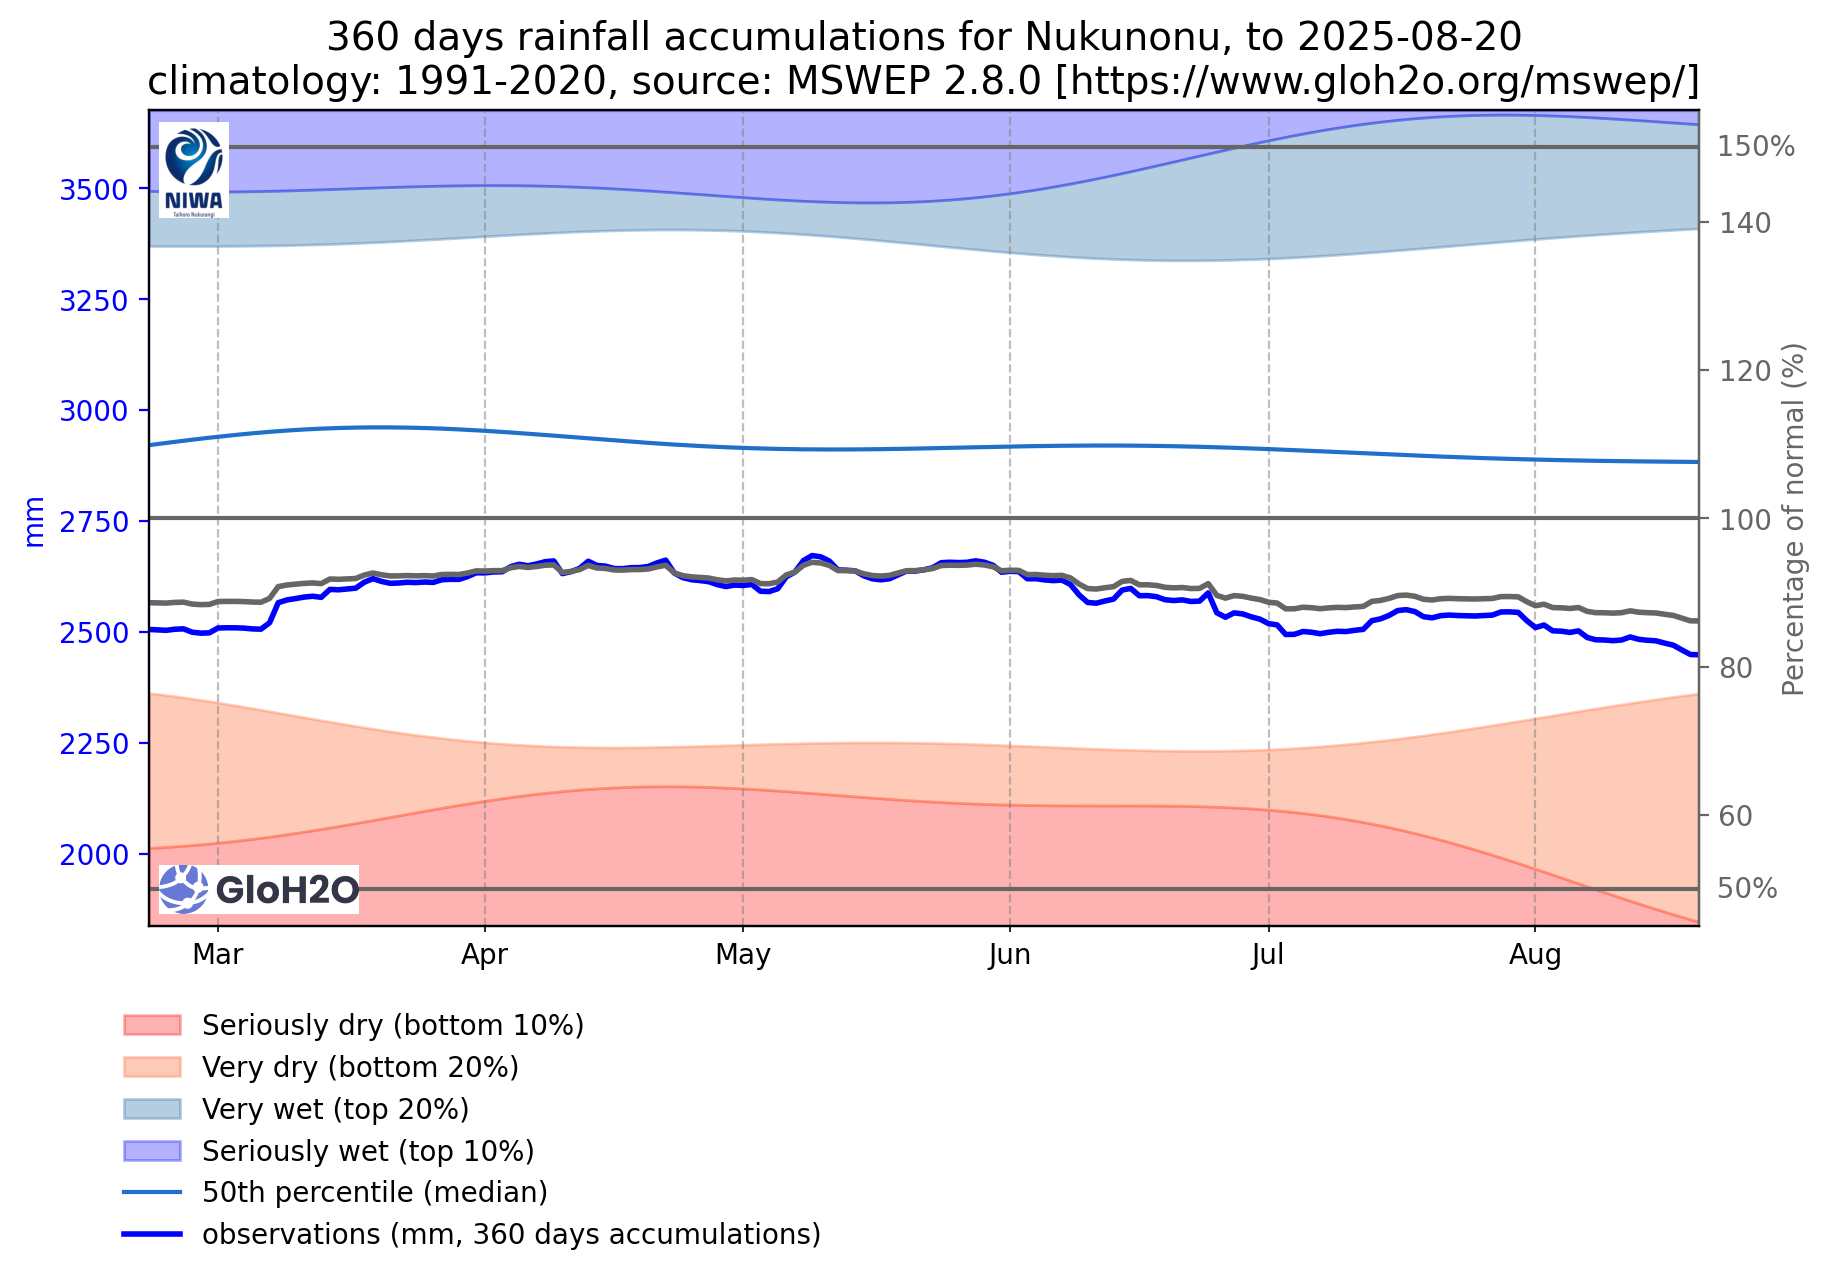 360 days rainfall accumulations for Nukunonu, to 2025-08-20
climatology: 1991-2020, source: MSWEP 2.8.0 [https://www.gloh2o.org/mswep/]
NIWA
Taihoro Nukurangi
3500
3250
3000
2750
2500
2250
2000
mm
150%
140
120
100
80
60
50%
Percentage of normal (%)
GloH2O
Mar Apr May Jun Jul Aug
Seriously dry (bottom 10%)
Very dry (bottom 20%)
Very wet (top 20%)
Seriously wet (top 10%)
50th percentile (median)
observations (mm, 360 days accumulations)